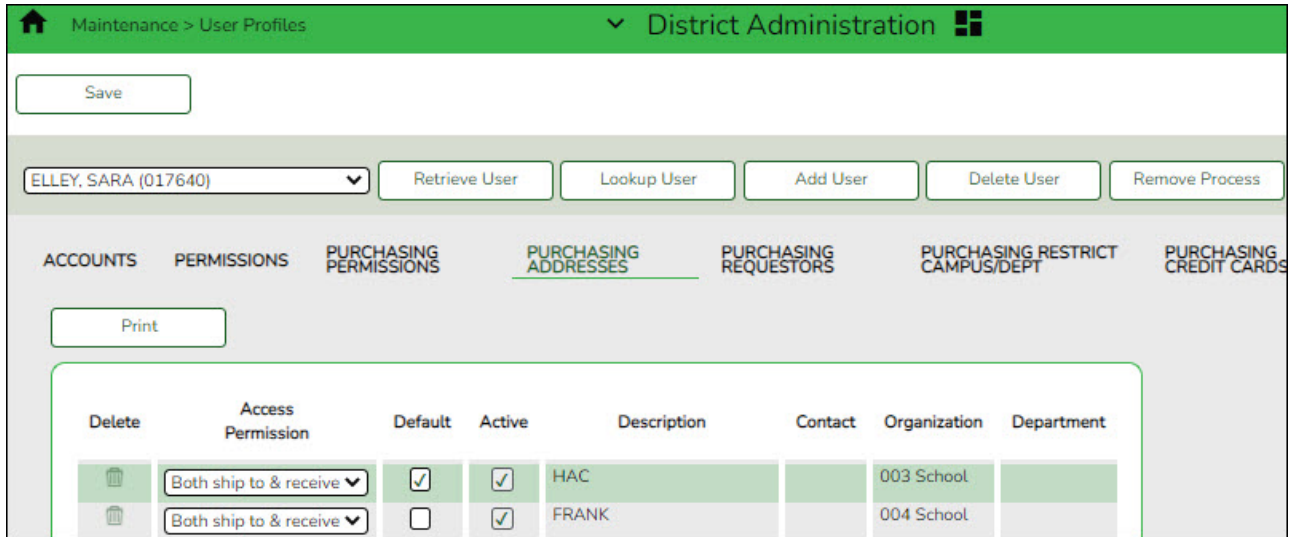 Maintenance > User Profiles District Administration
Save
ELLEY, SARA (017640) Retrieve User Lookup User Add User Delete User Remove Process
ACCOUNTS PERMISSIONS PURCHASING PERMISSIONS PURCHASING ADDRESSES PURCHASING REQUESTORS PURCHASING RESTRICT CAMPUS/DEPT PURCHASING CREDIT CARDS
Print
Delete Access Permission Default Active Description Contact Organization Department
Both ship to & receive HAC 003 School
Both ship to & receive FRANK 004 School